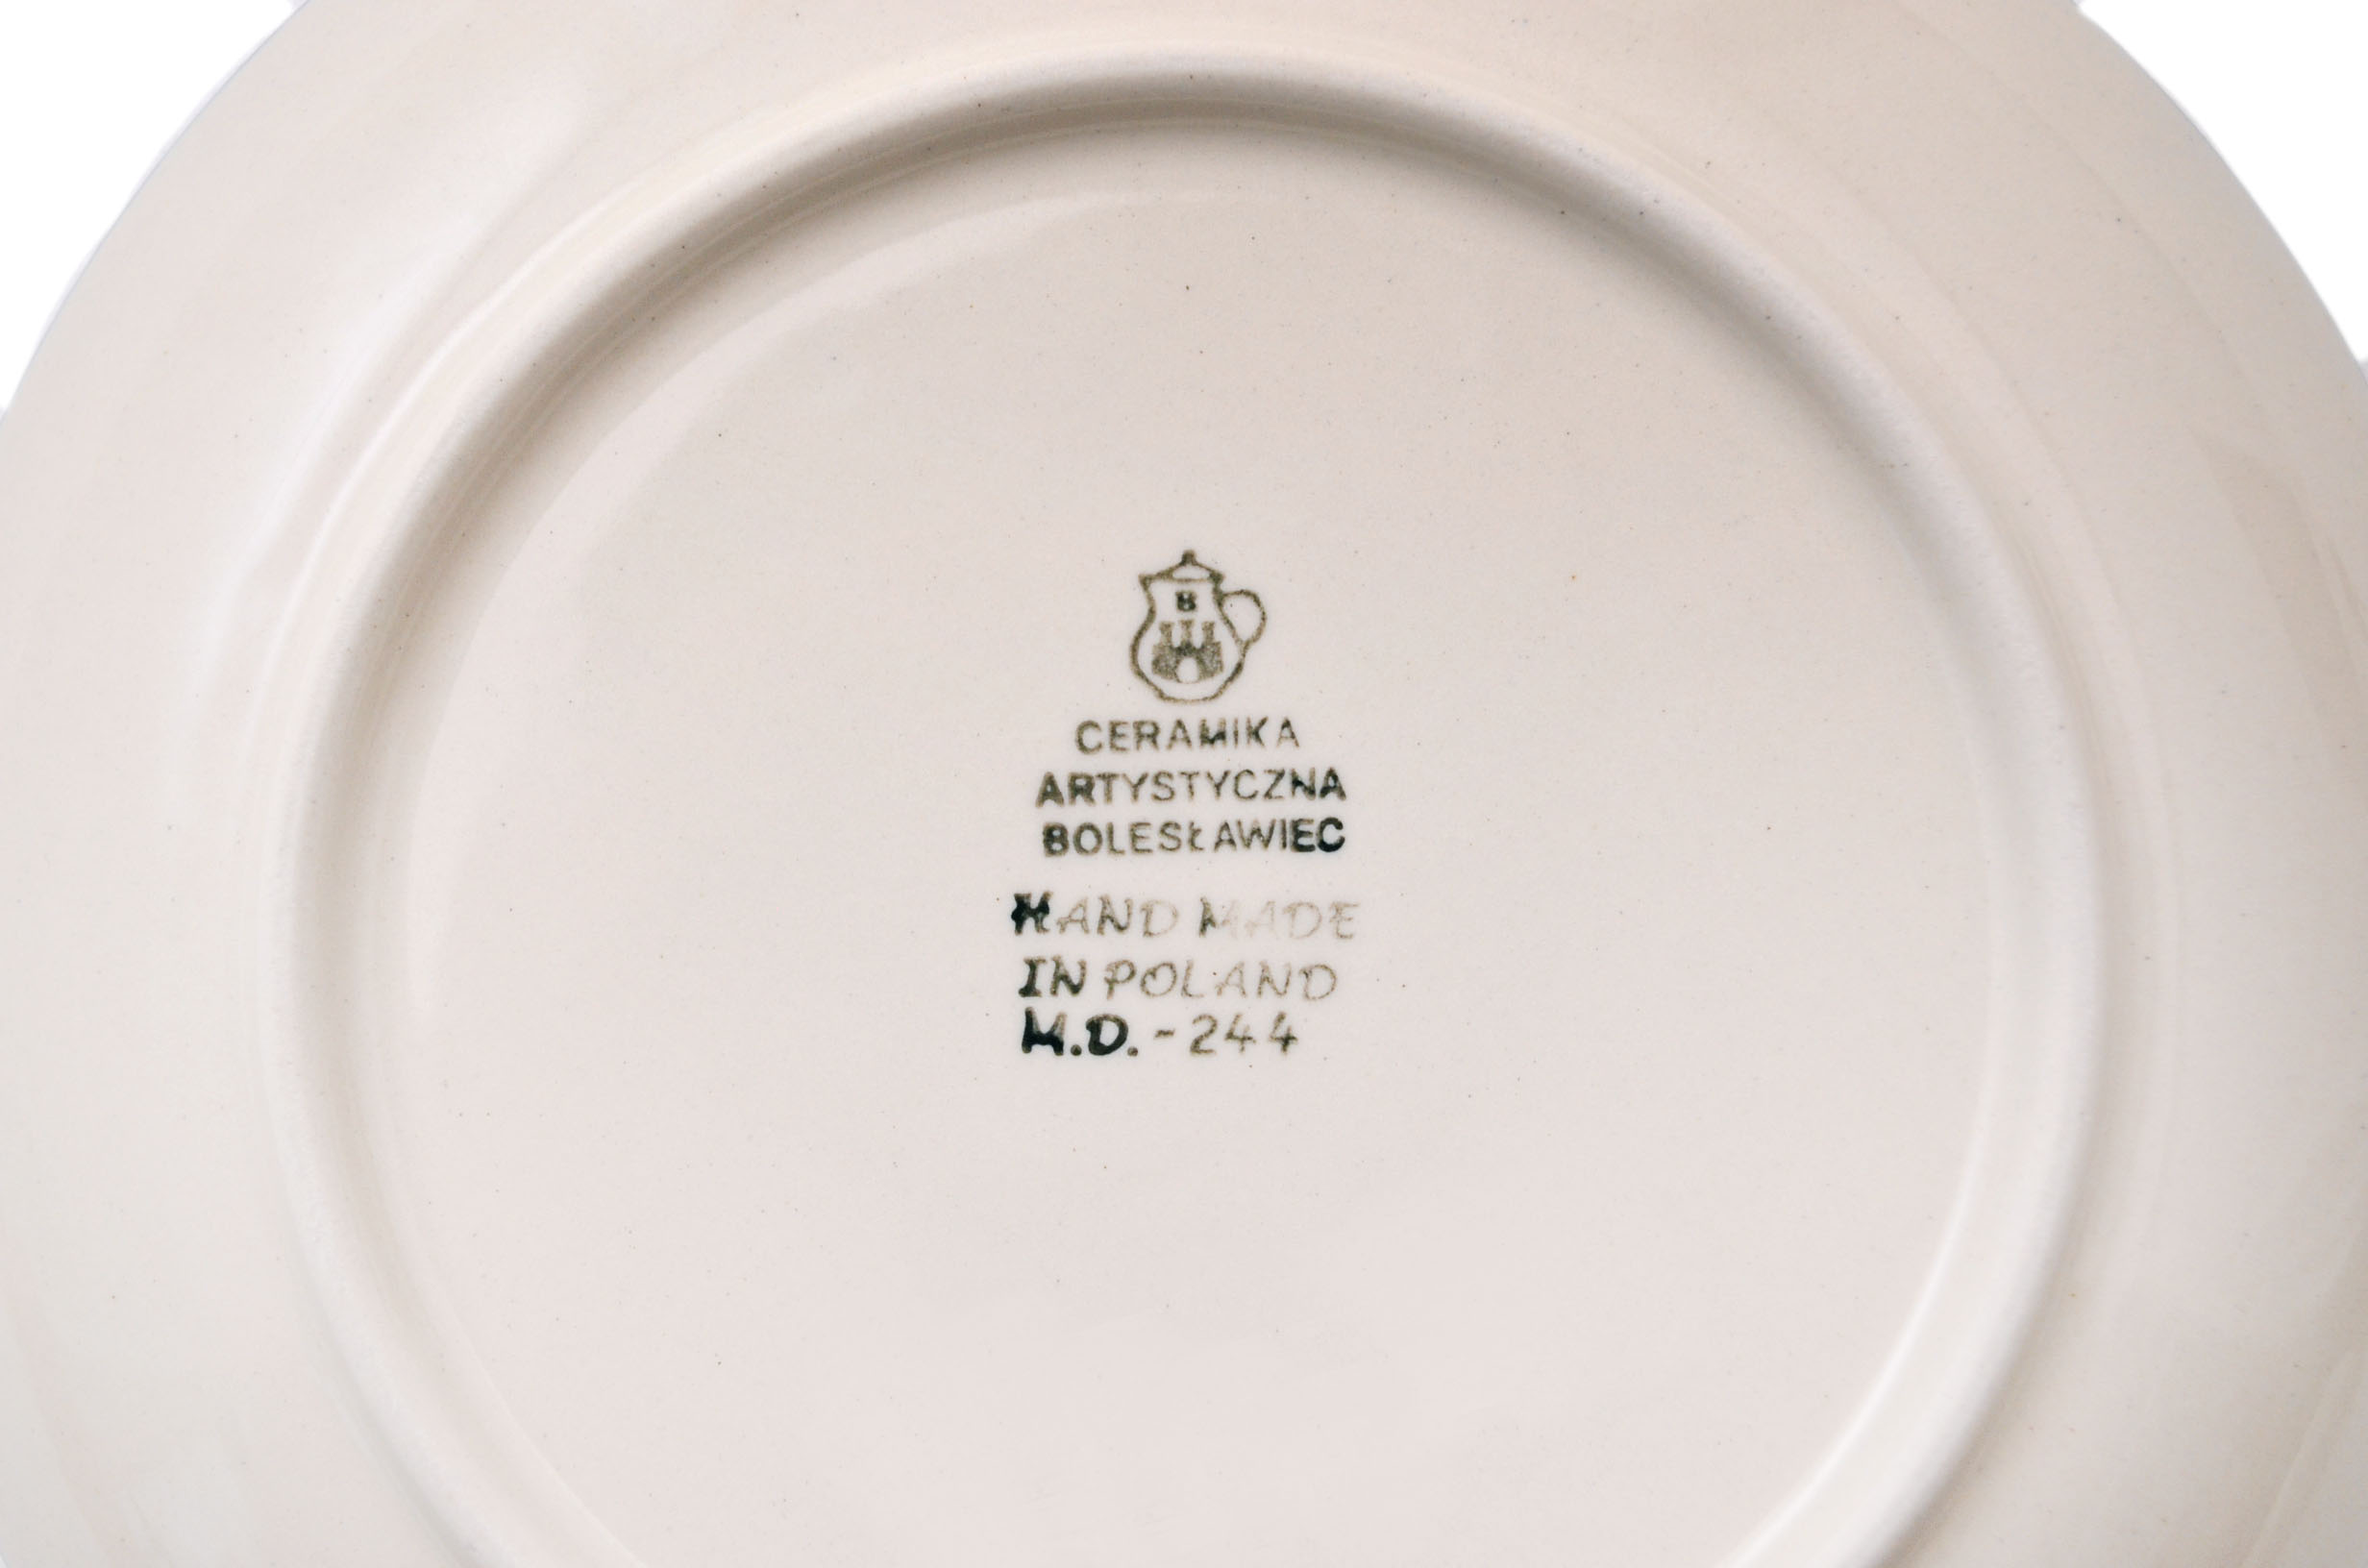 B
CERAMIKA
ARTYSTYCZNA
BOLESŁAWIEC
HAND MADE
IN POLAND
M.D. - 244